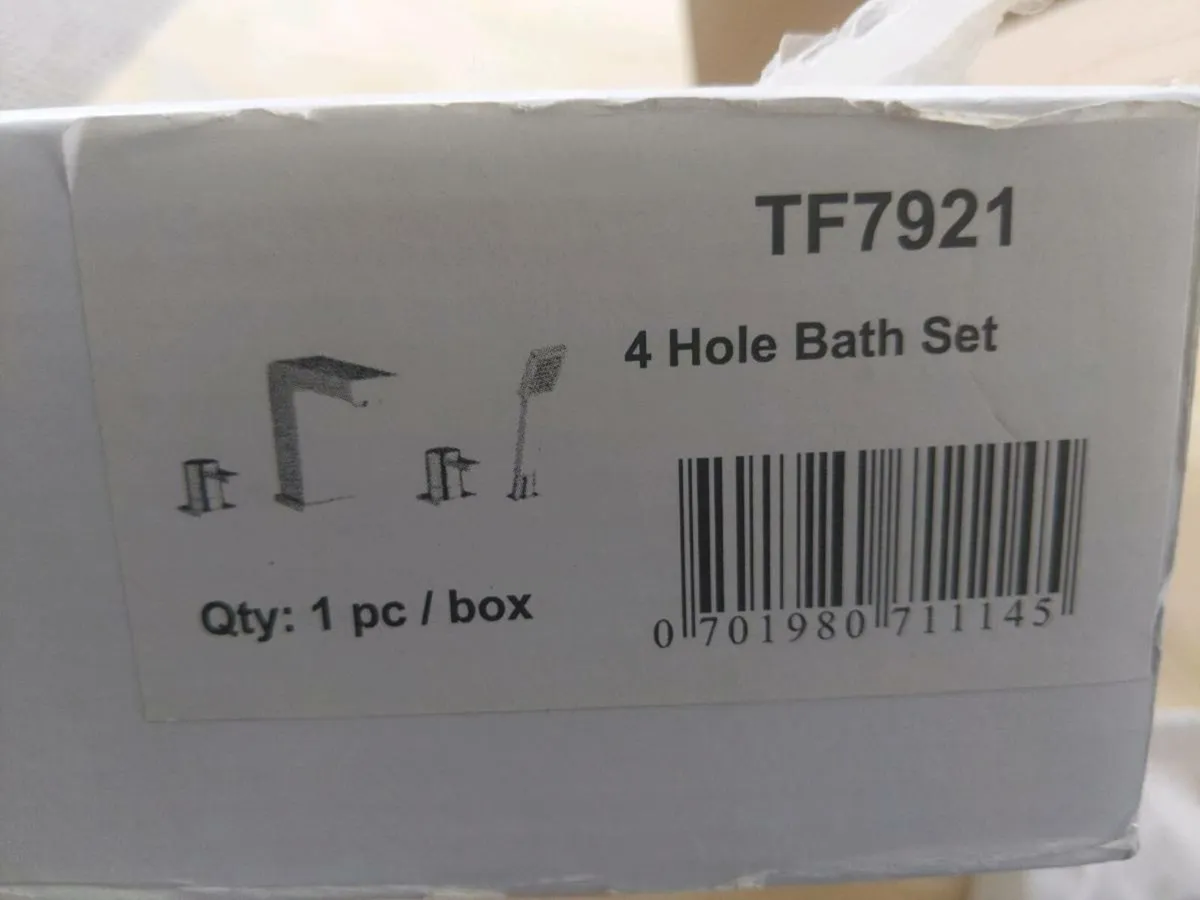 TF7921
4 Hole Bath Set
Qty: 1 pc / box
0 701980 711145